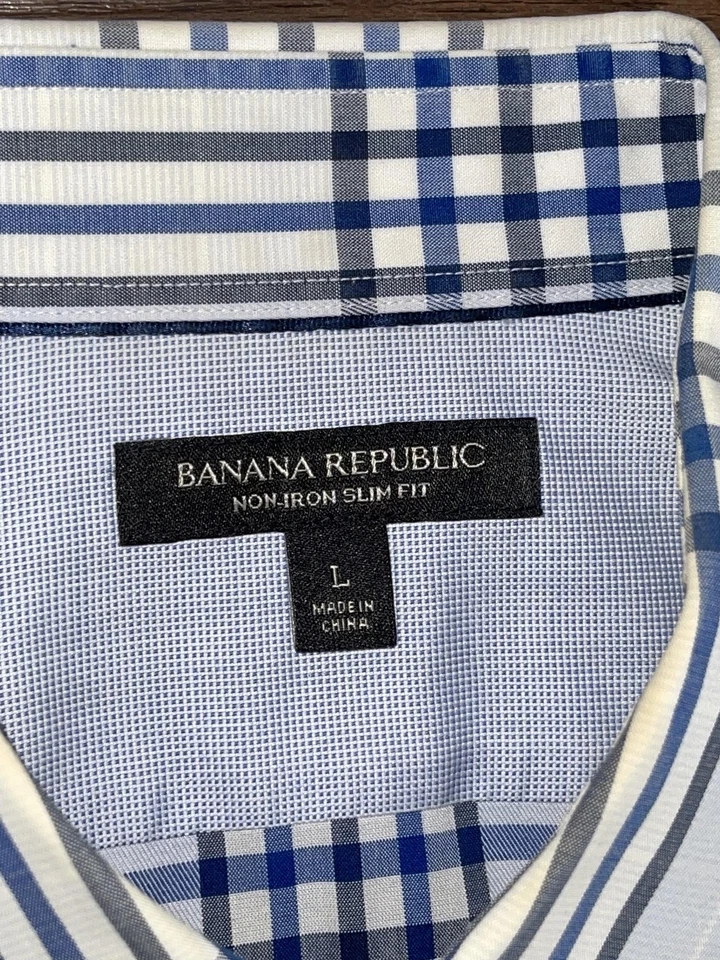 BANANA REPUBLIC
NON-IRON SLIM FIT
L
MADE IN
CHINA